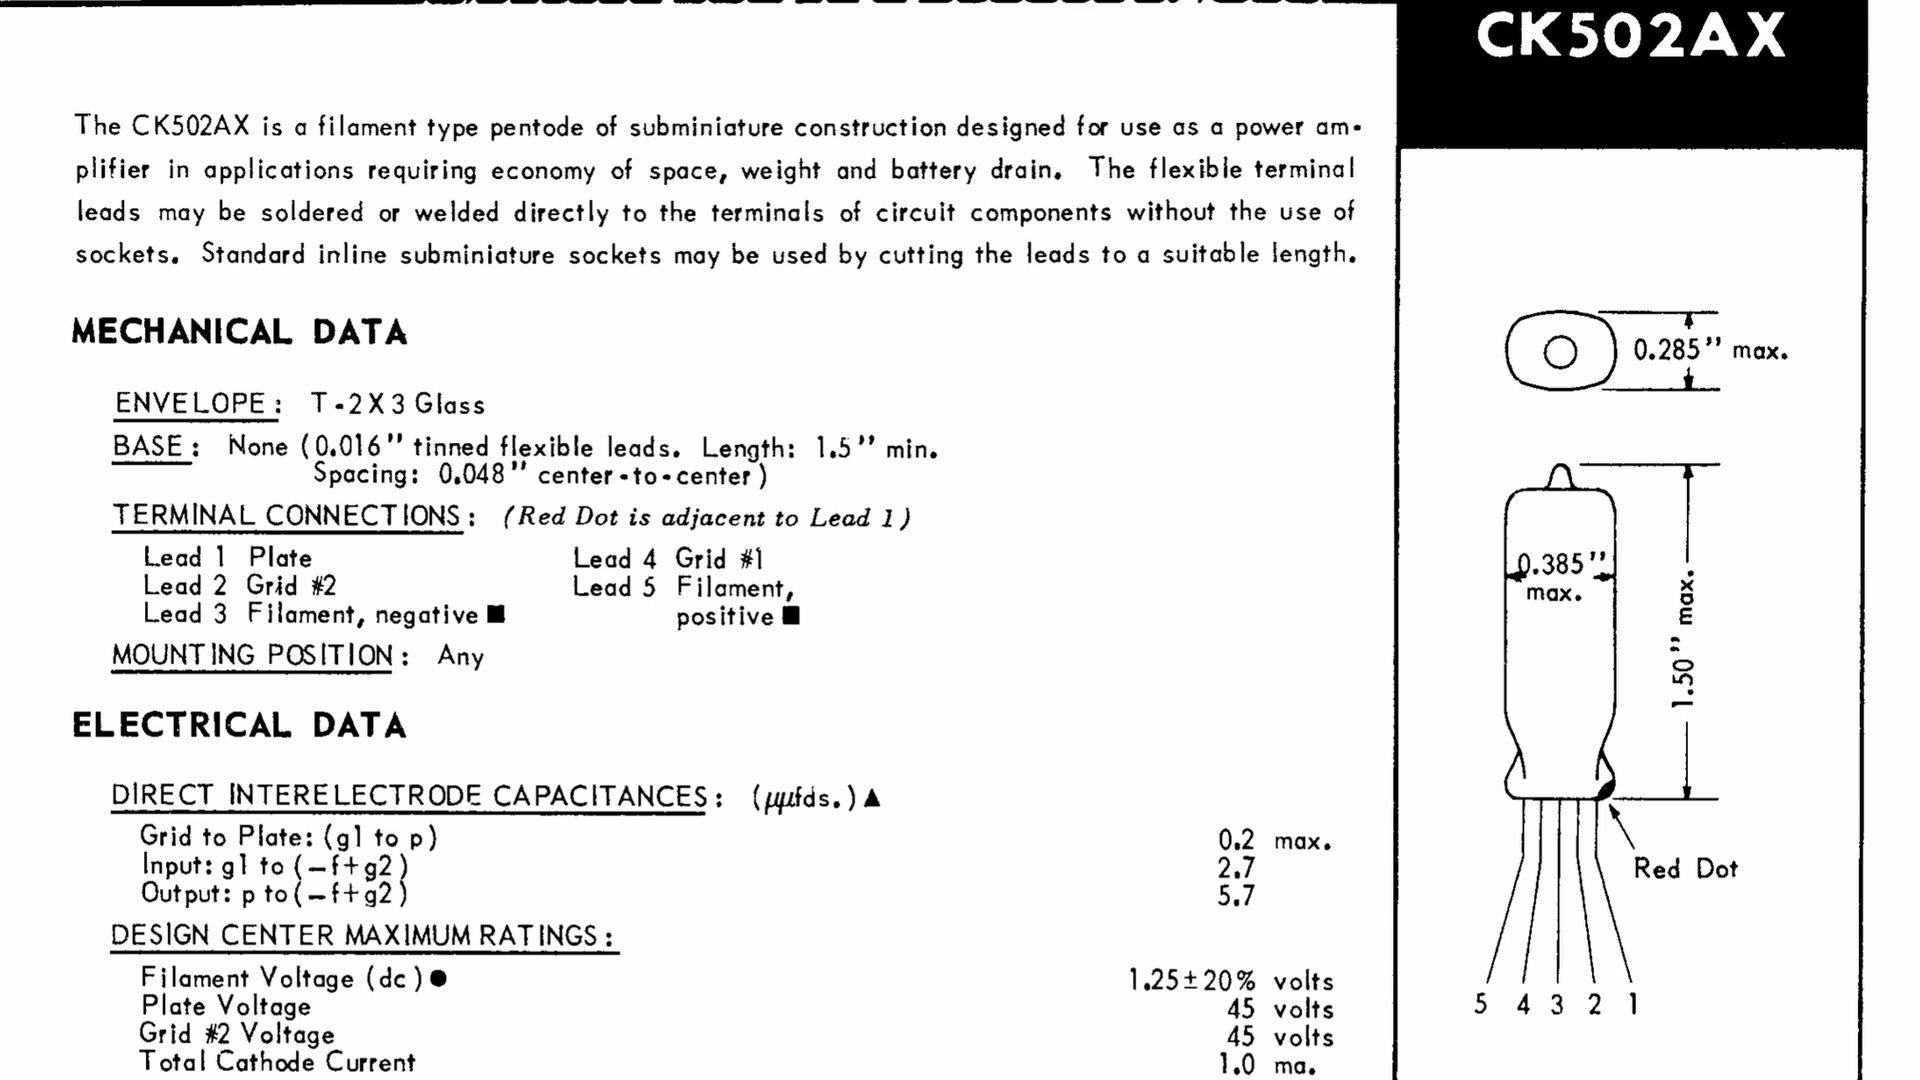 CK502AX
The CK502AX is a filament type pentode of subminiature construction designed for use as a power am-
plifier in applications requiring economy of space, weight and battery drain. The flexible terminal
leads may be soldered or welded directly to the terminals of circuit components without the use of
sockets. Standard inline subminiature sockets may be used by cutting the leads to a suitable length.
MECHANICAL DATA
ENVELOPE: T-2X3 Glass
BASE: None (0.016" tinned flexible leads. Length: 1.5" min.
Spacing: 0.048" center-to-center)
TERMINAL CONNECTIONS: (Red Dot is adjacent to Lead 1)
Lead 1 Plate
Lead 2 Grid #2
Lead 3 Filament, negative ■
Lead 4 Grid #1
Lead 5 Filament,
positive ■
MOUNTING POSITION: Any
ELECTRICAL DATA
DIRECT INTERELECTRODE CAPACITANCES: (μμfds.) ▲
Grid to Plate: (g1 to p) 0.2 max.
Input: g1 to (−f+g2) 2.7
Output: p to (−f+g2) 5.7
DESIGN CENTER MAXIMUM RATINGS:
Filament Voltage (dc) ● 1.25±20% volts
Plate Voltage 45 volts
Grid #2 Voltage 45 volts
Total Cathode Current 1.0 ma.
0.285" max.
0.385"
max.
1.50" max.
Red Dot
5 4 3 2 1